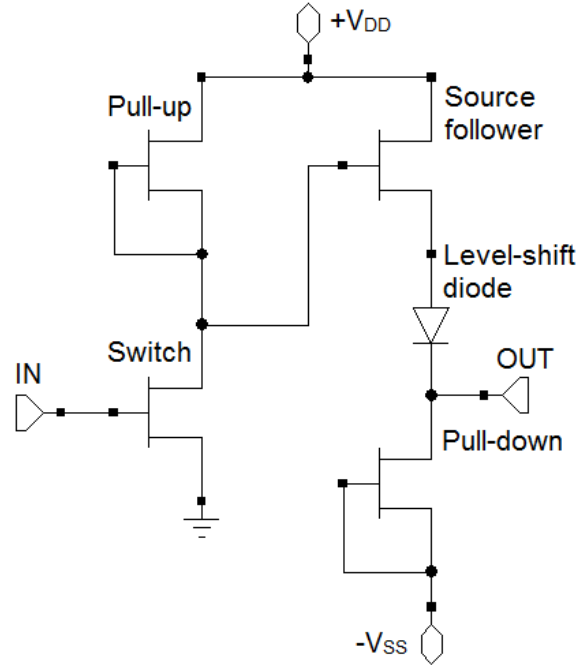 +VDD
Pull-up
Source
follower
Level-shift
diode
Switch
IN
OUT
Pull-down
-VSS